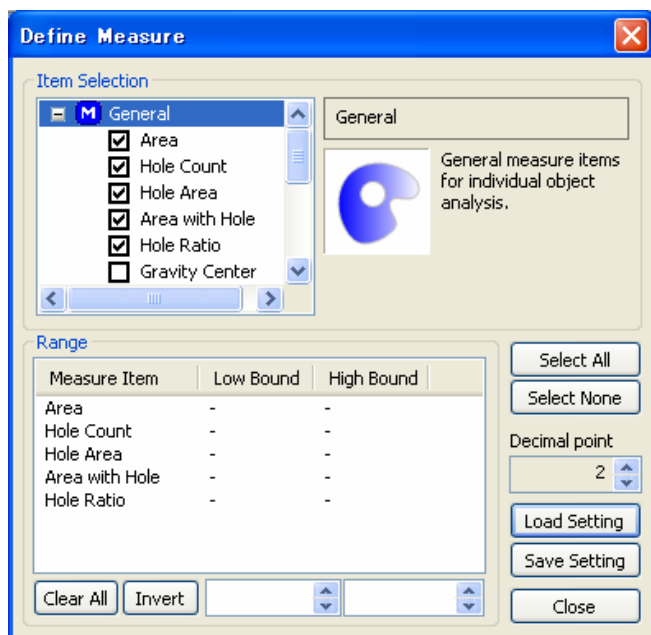 Define Measure
Item Selection
M General
Area
Hole Count
Hole Area
Area with Hole
Hole Ratio
Gravity Center
General
General measure items
for individual object
analysis.
Range
Measure Item Low Bound High Bound
Area - -
Hole Count - -
Hole Area - -
Area with Hole - -
Hole Ratio - -
Clear All Invert
Select All
Select None
Decimal point
2
Load Setting
Save Setting
Close